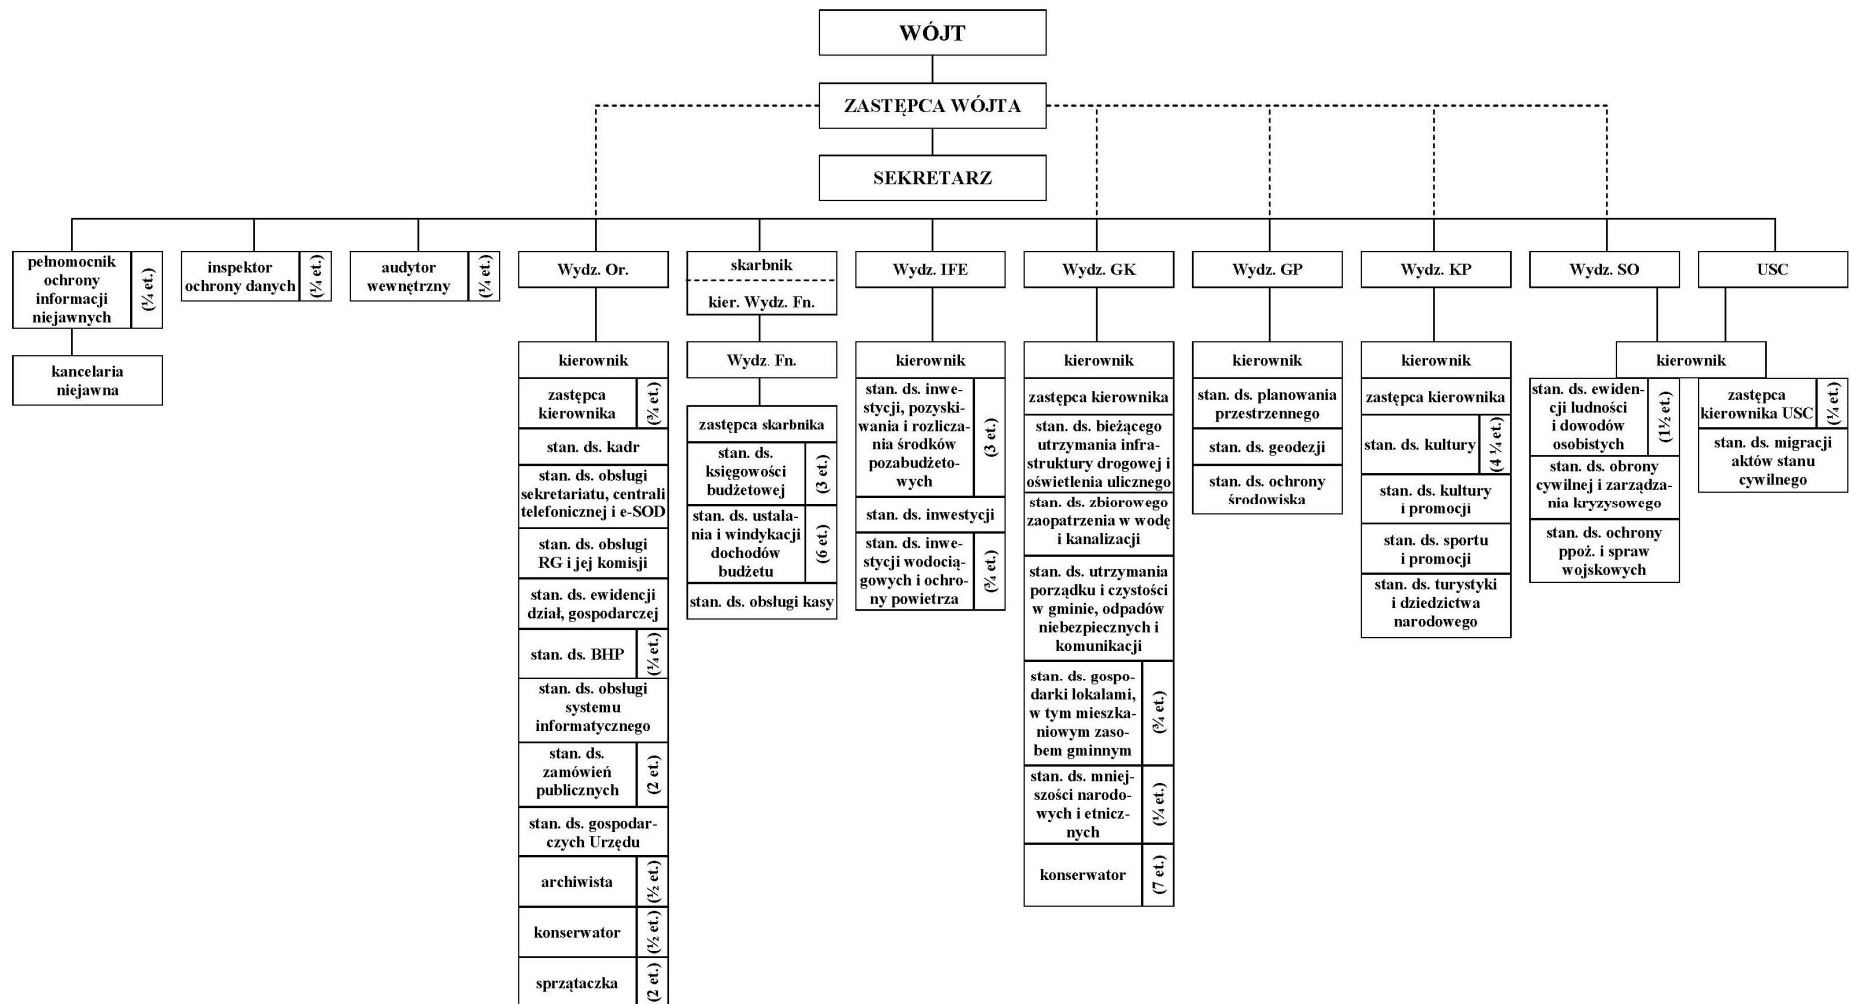 WÓJT
ZASTĘPCA WÓJTA
SEKRETARZ
pełnomocnik
ochrony
informacji
niejawnych
(¼ et.)
kancelaria
niejawna
inspektor
ochrony danych
(¼ et.)
audytor
wewnętrzny
(¼ et.)
Wydz. Or.
kierownik
zastępca
kierownika
(¾ et.)
stan. ds. kadr
stan. ds. obsługi
sekretariatu, centrali
telefonicznej i e-SOD
stan. ds. obsługi
RG i jej komisji
stan. ds. ewidencji
dział, gospodarczej
stan. ds. BHP
(¼ et.)
stan. ds. obsługi
systemu
informatycznego
stan. ds.
zamówień
publicznych
(2 et.)
stan. ds. gospodar-
czych Urzędu
archiwista
(½ et.)
konserwator
(½ et.)
sprzątaczka
(2 et.)
skarbnik
kier. Wydz. Fn.
Wydz. Fn.
zastępca skarbnika
stan. ds.
księgowości
budżetowej
(3 et.)
stan. ds. ustala-
nia i windykacji
dochodów
budżetu
(6 et.)
stan. ds. obsługi kasy
Wydz. IFE
kierownik
stan. ds. inwe-
stycji, pozyski-
wania i rozlicza-
nia środków
pozabudżeto-
wych
(3 et.)
stan. ds. inwestycji
stan. ds. inwe-
stycji wodocią-
gowych i ochro-
ny powietrza
(¾ et.)
Wydz. GK
kierownik
zastępca kierownika
stan. ds. bieżącego
utrzymania infra-
struktury drogowej i
oświetlenia ulicznego
stan. ds. zbiorowego
zaopatrzenia w wodę
i kanalizacji
stan. ds. utrzymania
porządku i czystości
w gminie, odpadów
niebezpiecznych i
komunikacji
stan. ds. gospo-
darki lokalami,
w tym mieszka-
niowym zaso-
bem gminnym
(¾ et.)
stan. ds. mniej-
szości narodo-
wych i etnicz-
nych
(¼ et.)
konserwator
(7 et.)
Wydz. GP
kierownik
stan. ds. planowania
przestrzennego
stan. ds. geodezji
stan. ds. ochrony
środowiska
Wydz. KP
kierownik
zastępca kierownika
stan. ds. kultury
(4 ¼ et.)
stan. ds. kultury
i promocji
stan. ds. sportu
i promocji
stan. ds. turystyki
i dziedzictwa
narodowego
Wydz. SO
USC
kierownik
stan. ds. ewiden-
cji ludności
i dowodów
osobistych
(1½ et.)
stan. ds. obrony
cywilnej i zarządza-
nia kryzysowego
stan. ds. ochrony
ppoż. i spraw
wojskowych
zastępca
kierownika USC
(¼ et.)
stan. ds. migracji
aktów stanu
cywilnego